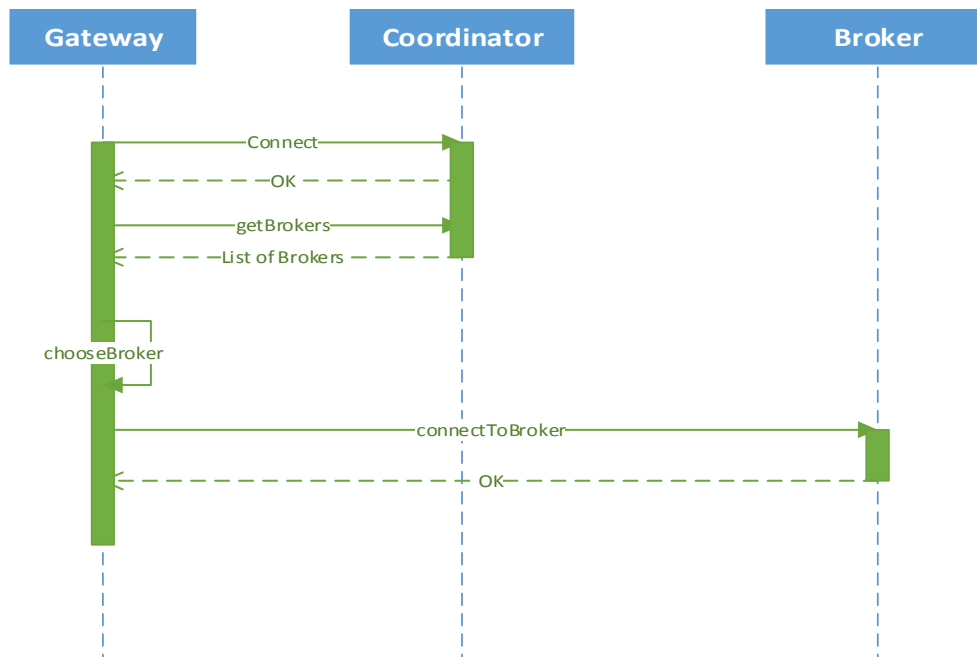 Gateway
Coordinator
Broker
Connect
OK
getBrokers
List of Brokers
chooseBroker
connectToBroker
OK